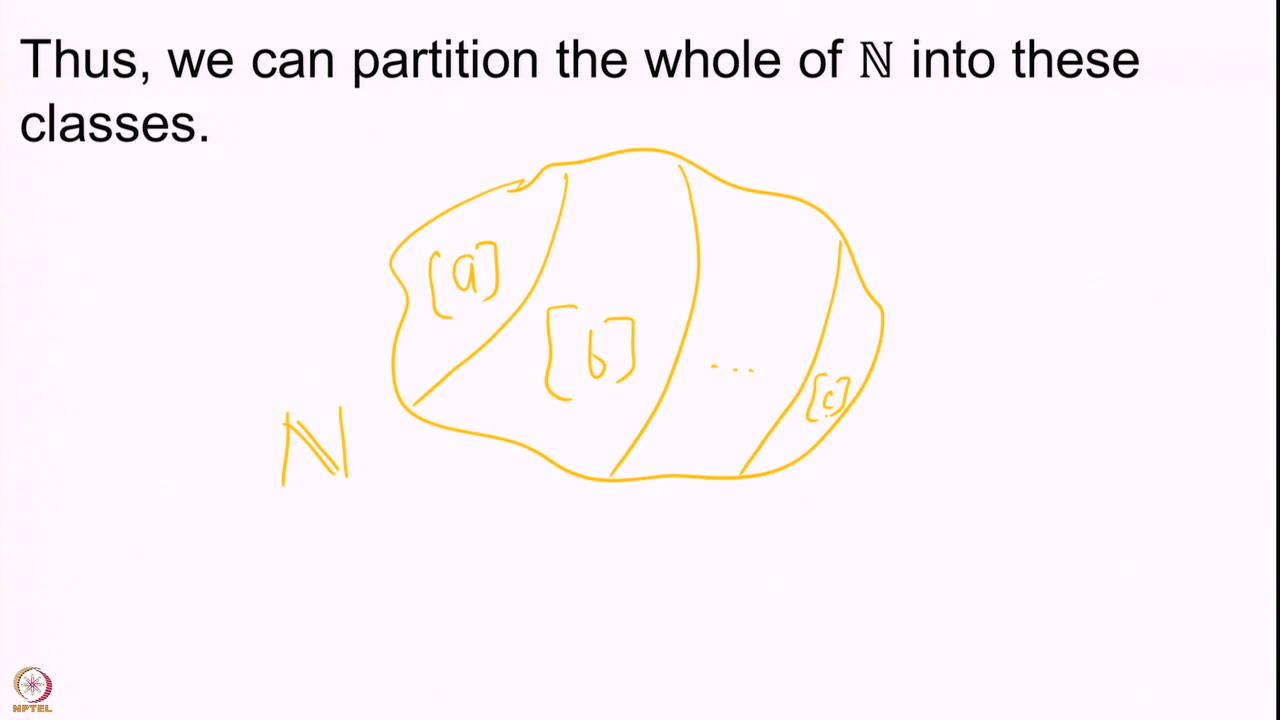 Thus, we can partition the whole of ℕ into these
classes.
[a]
[b]
...
[c]
ℕ
NPTEL